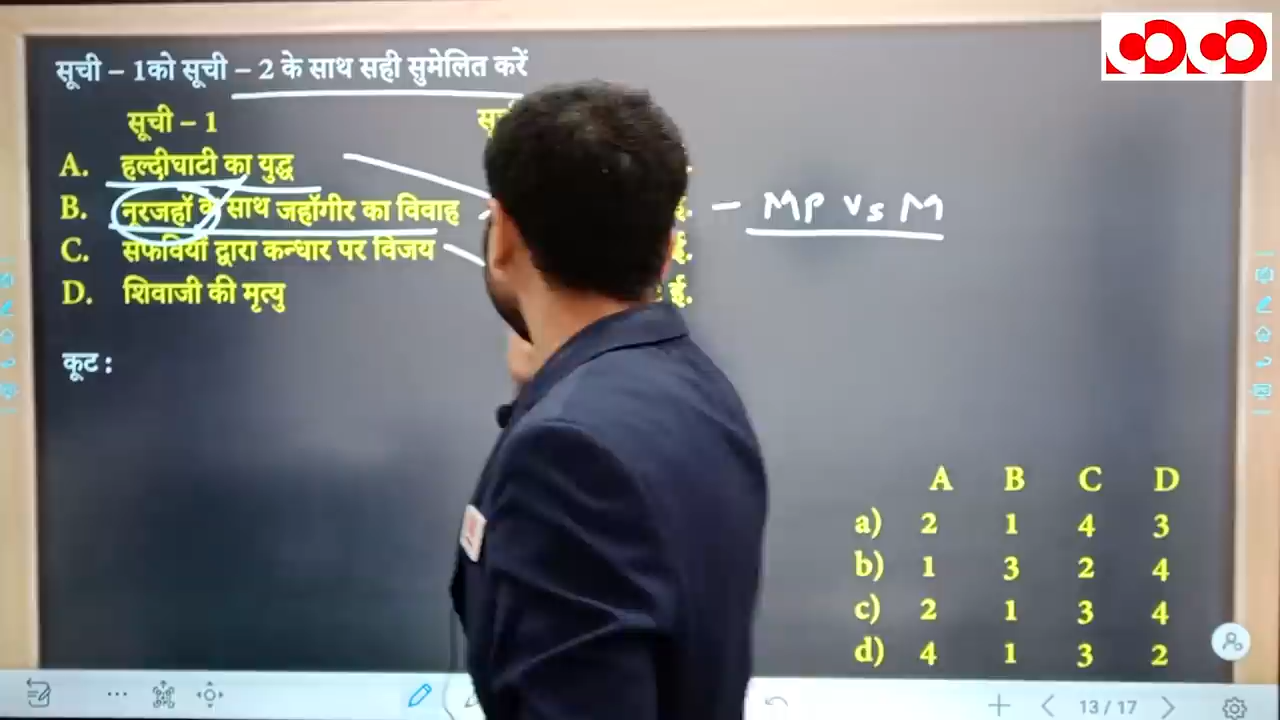 सूची – 1को सूची – 2 के साथ सही सुमेलित करें
सूची – 1
A. हल्दीघाटी का युद्ध
B. नूरजहाॅं के साथ जहाॅंगीर का विवाह ई. – MP vs M
C. सफवियों द्वारा कन्धार पर विजय ई.
D. शिवाजी की मृत्यु ई.
कूट :
A B C D
a) 2 1 4 3
b) 1 3 2 4
c) 2 1 3 4
d) 4 1 3 2
13 / 17